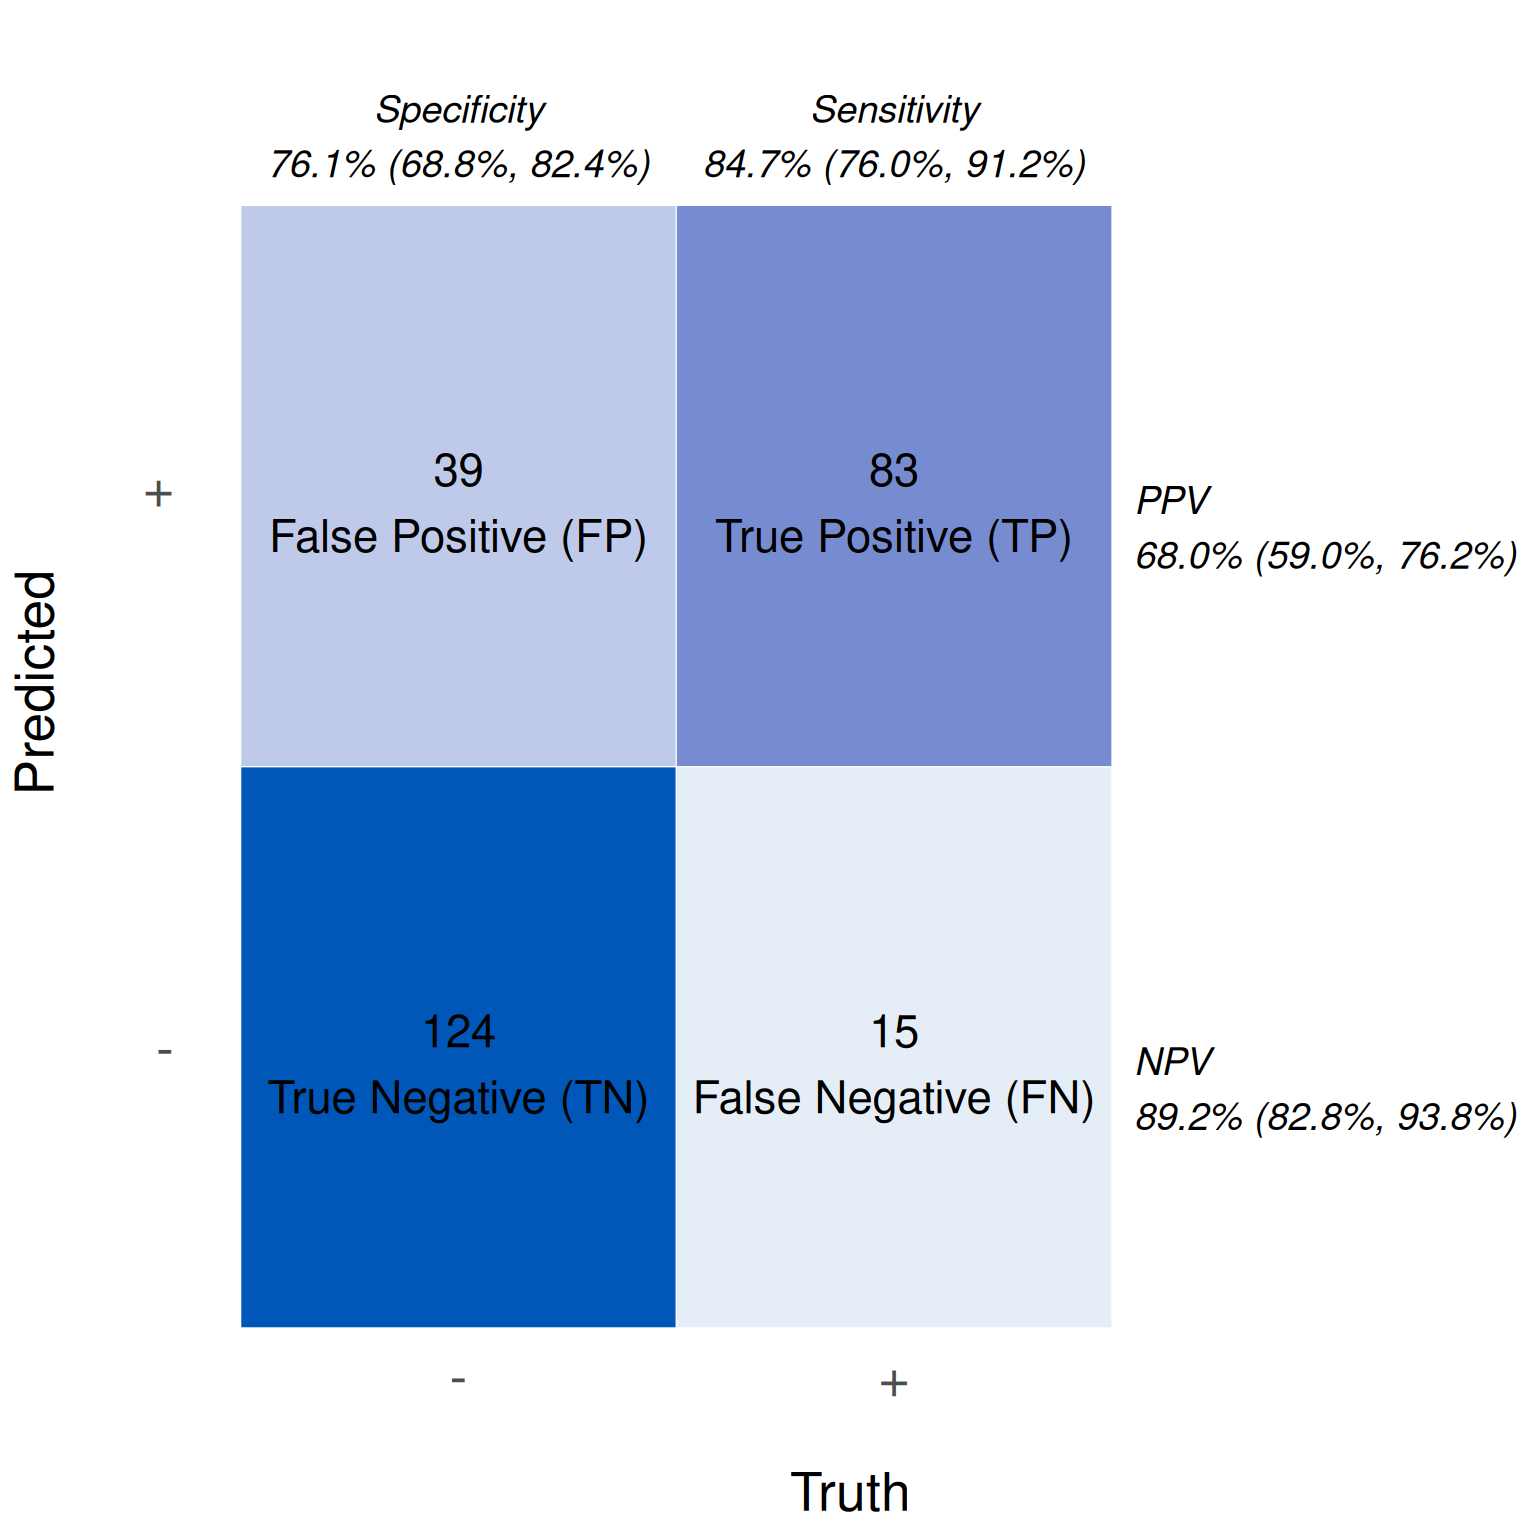 Specificity
76.1% (68.8%, 82.4%)
Sensitivity
84.7% (76.0%, 91.2%)
Predicted
+
39
False Positive (FP)
83
True Positive (TP)
PPV
68.0% (59.0%, 76.2%)
-
124
True Negative (TN)
15
False Negative (FN)
NPV
89.2% (82.8%, 93.8%)
-
+
Truth